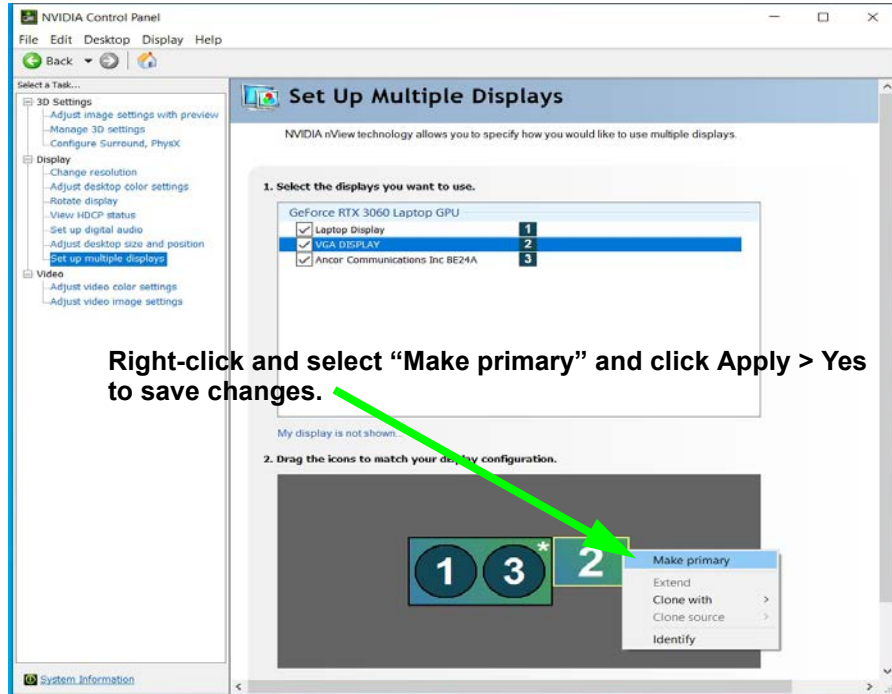 NVIDIA Control Panel
File Edit Desktop Display Help
Back
Select a Task...
3D Settings
Adjust image settings with preview
Manage 3D settings
Configure Surround, PhysX
Display
Change resolution
Adjust desktop color settings
Rotate display
View HDCP status
Set up digital audio
Adjust desktop size and position
Set up multiple displays
Video
Adjust video color settings
Adjust video image settings
System Information
Set Up Multiple Displays
NVIDIA nView technology allows you to specify how you would like to use multiple displays.
1. Select the displays you want to use.
GeForce RTX 3060 Laptop GPU
Laptop Display 1
VGA DISPLAY 2
Ancor Communications Inc BE24A 3
Right-click and select “Make primary” and click Apply > Yes
to save changes.
My display is not shown...
2. Drag the icons to match your display configuration.
1 3 * 2
Make primary
Extend
Clone with >
Clone source >
Identify